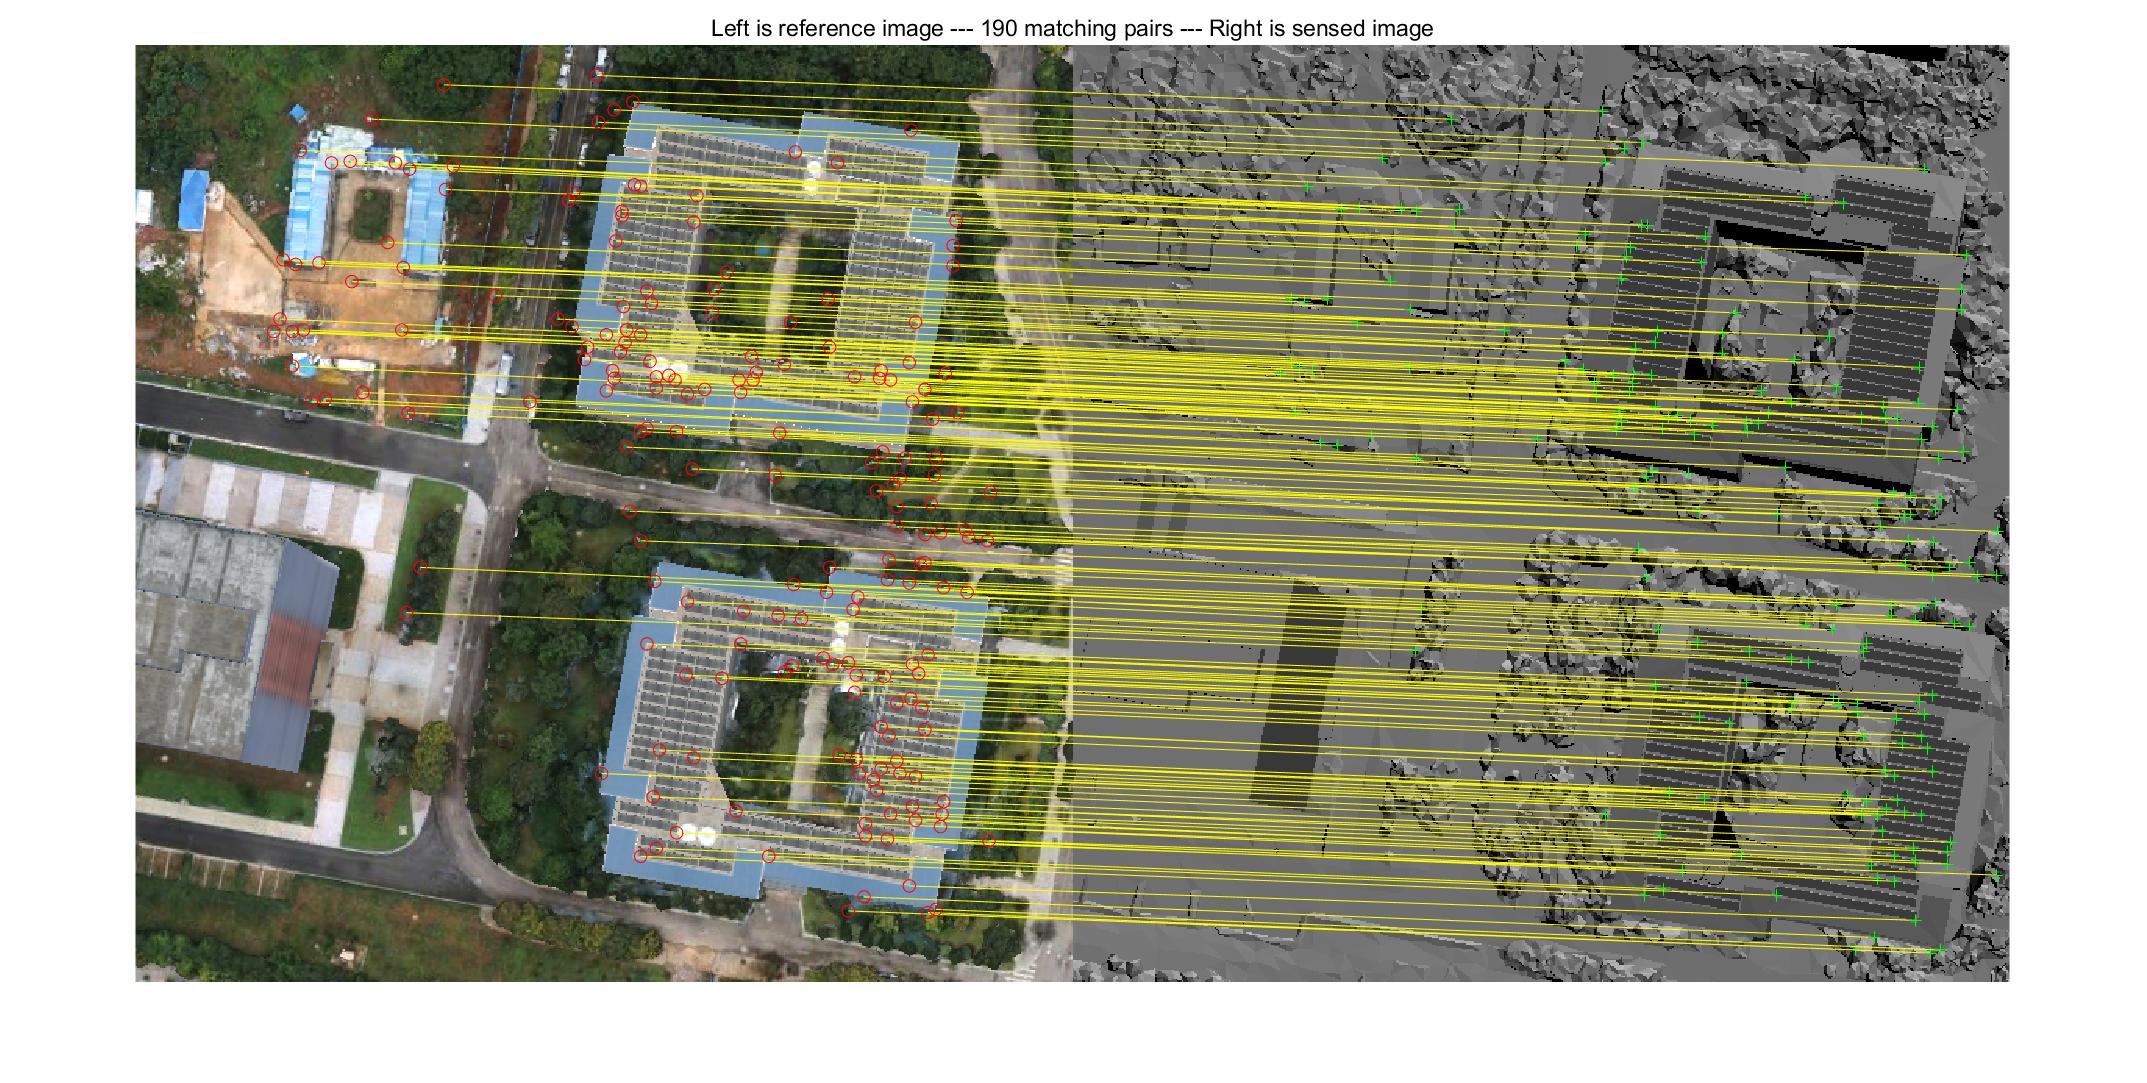 Left is reference image --- 190 matching pairs --- Right is sensed image